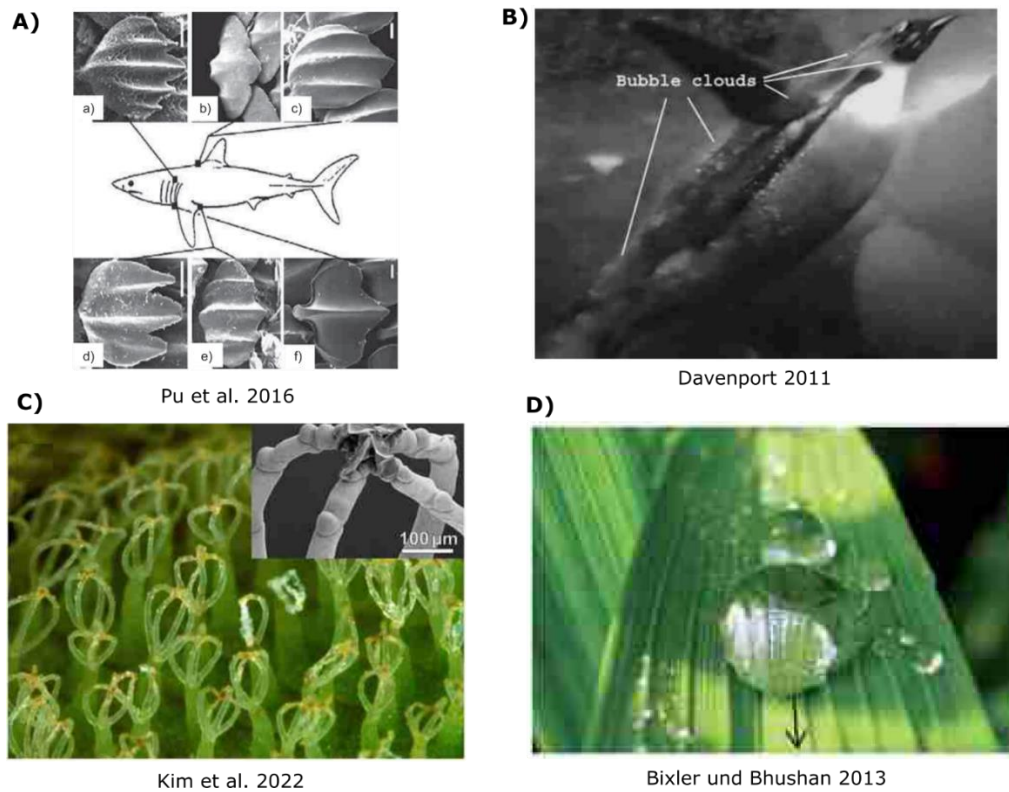 A)
a)
b)
c)
d)
e)
f)
Pu et al. 2016
B)
Bubble clouds
Davenport 2011
C)
100 µm
Kim et al. 2022
D)
Bixler und Bhushan 2013